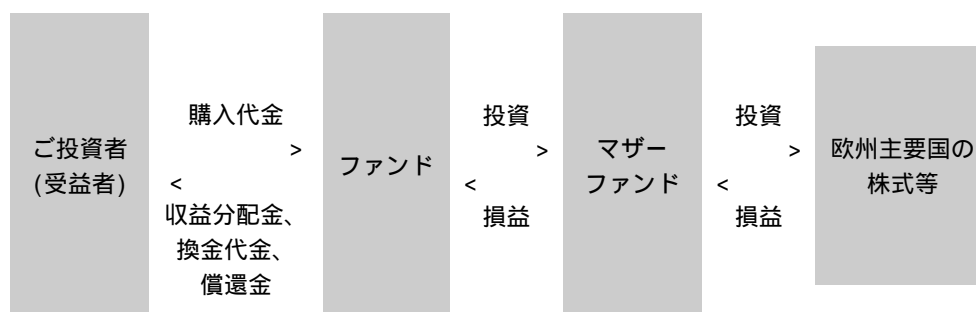 ご投資者
(受益者)
購入代金
>
<
収益分配金、
換金代金、
償還金
ファンド
投資
>
<
損益
マザー
ファンド
投資
>
<
損益
欧州主要国の
株式等